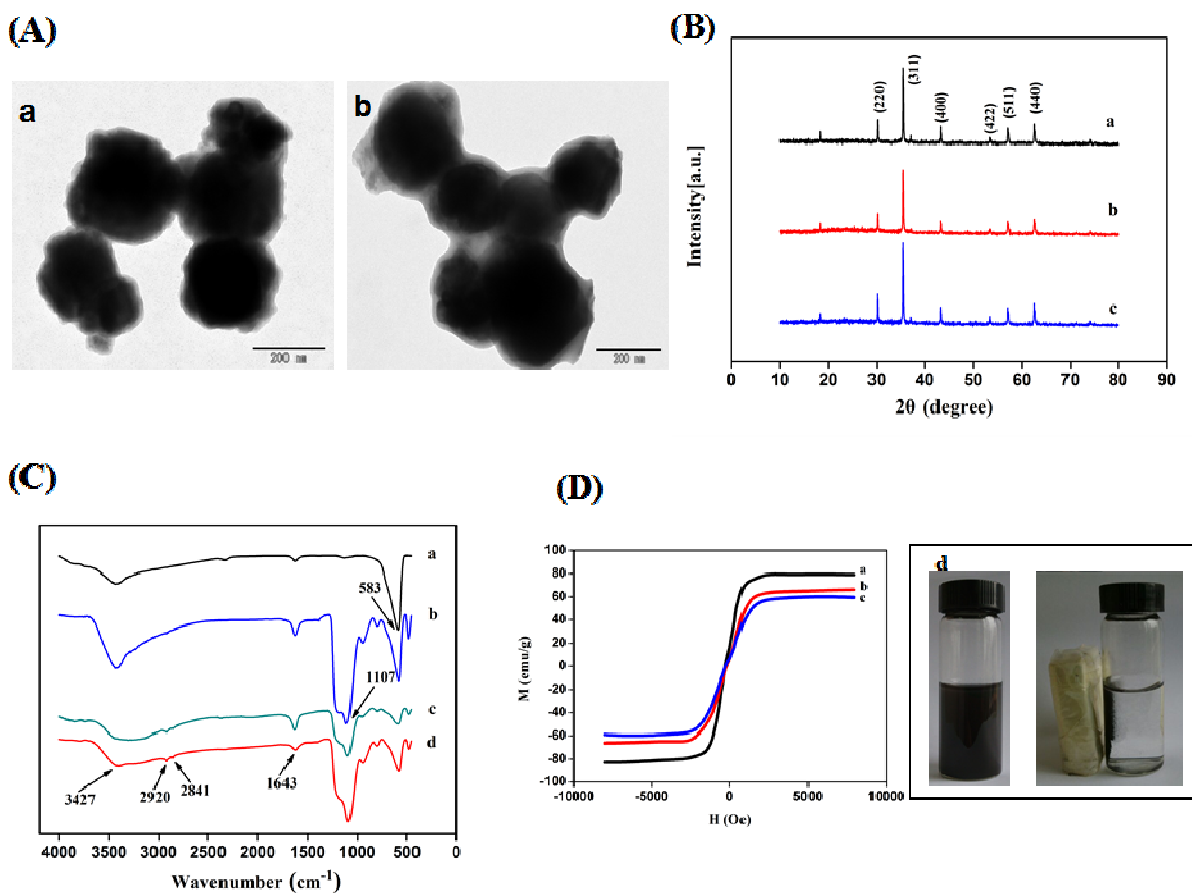 (A)
a
200 nm
b
200 nm
(B)
Intensity[a.u.]
(220)
(311)
(400)
(422)
(511)
(440)
a
b
c
0 10 20 30 40 50 60 70 80 90
2θ (degree)
(C)
a
583
b
1107
c
d
3427
2920
2841
1643
4000 3500 3000 2500 2000 1500 1000 500 0
Wavenumber (cm⁻¹)
(D)
M (emu/g)
100
80
60
40
20
0
-20
-40
-60
-80
-100
a
b
c
-10000 -5000 0 5000 10000
H (Oe)
d